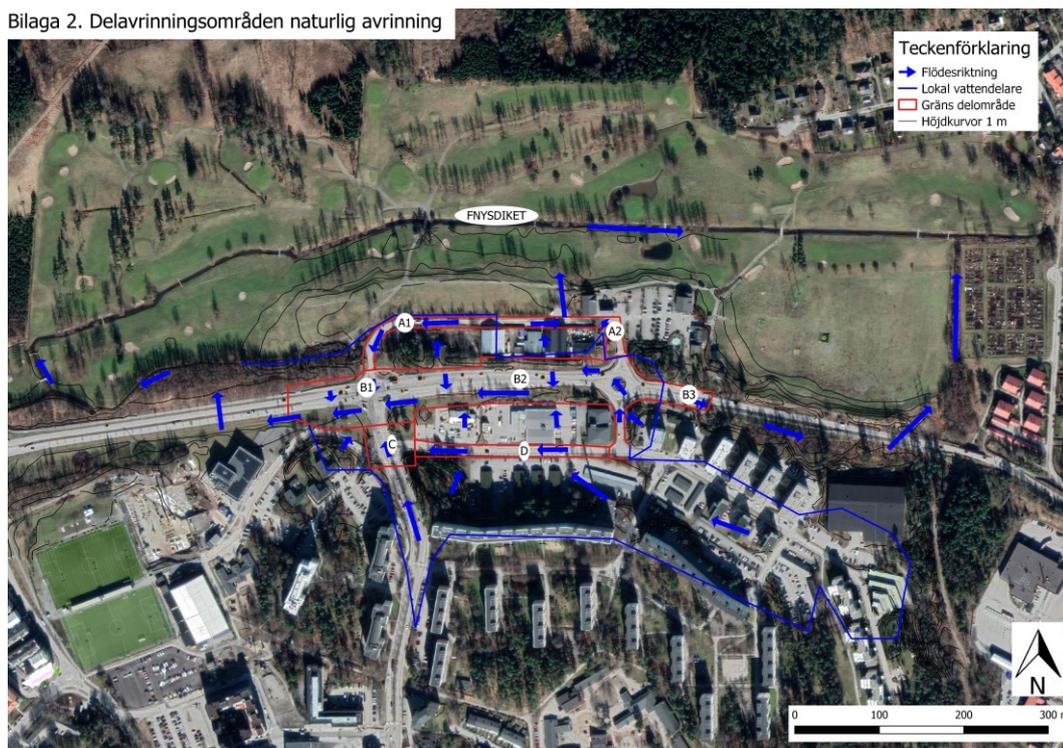 Bilaga 2. Delavrinningsområden naturlig avrinning
Teckenförklaring
Flödesriktning
Lokal vattendelare
Gräns delområde
Höjdkurvor 1 m
FNYSDIKET
A1
A2
B1
B2
B3
C
D
N
0 100 200 300 m